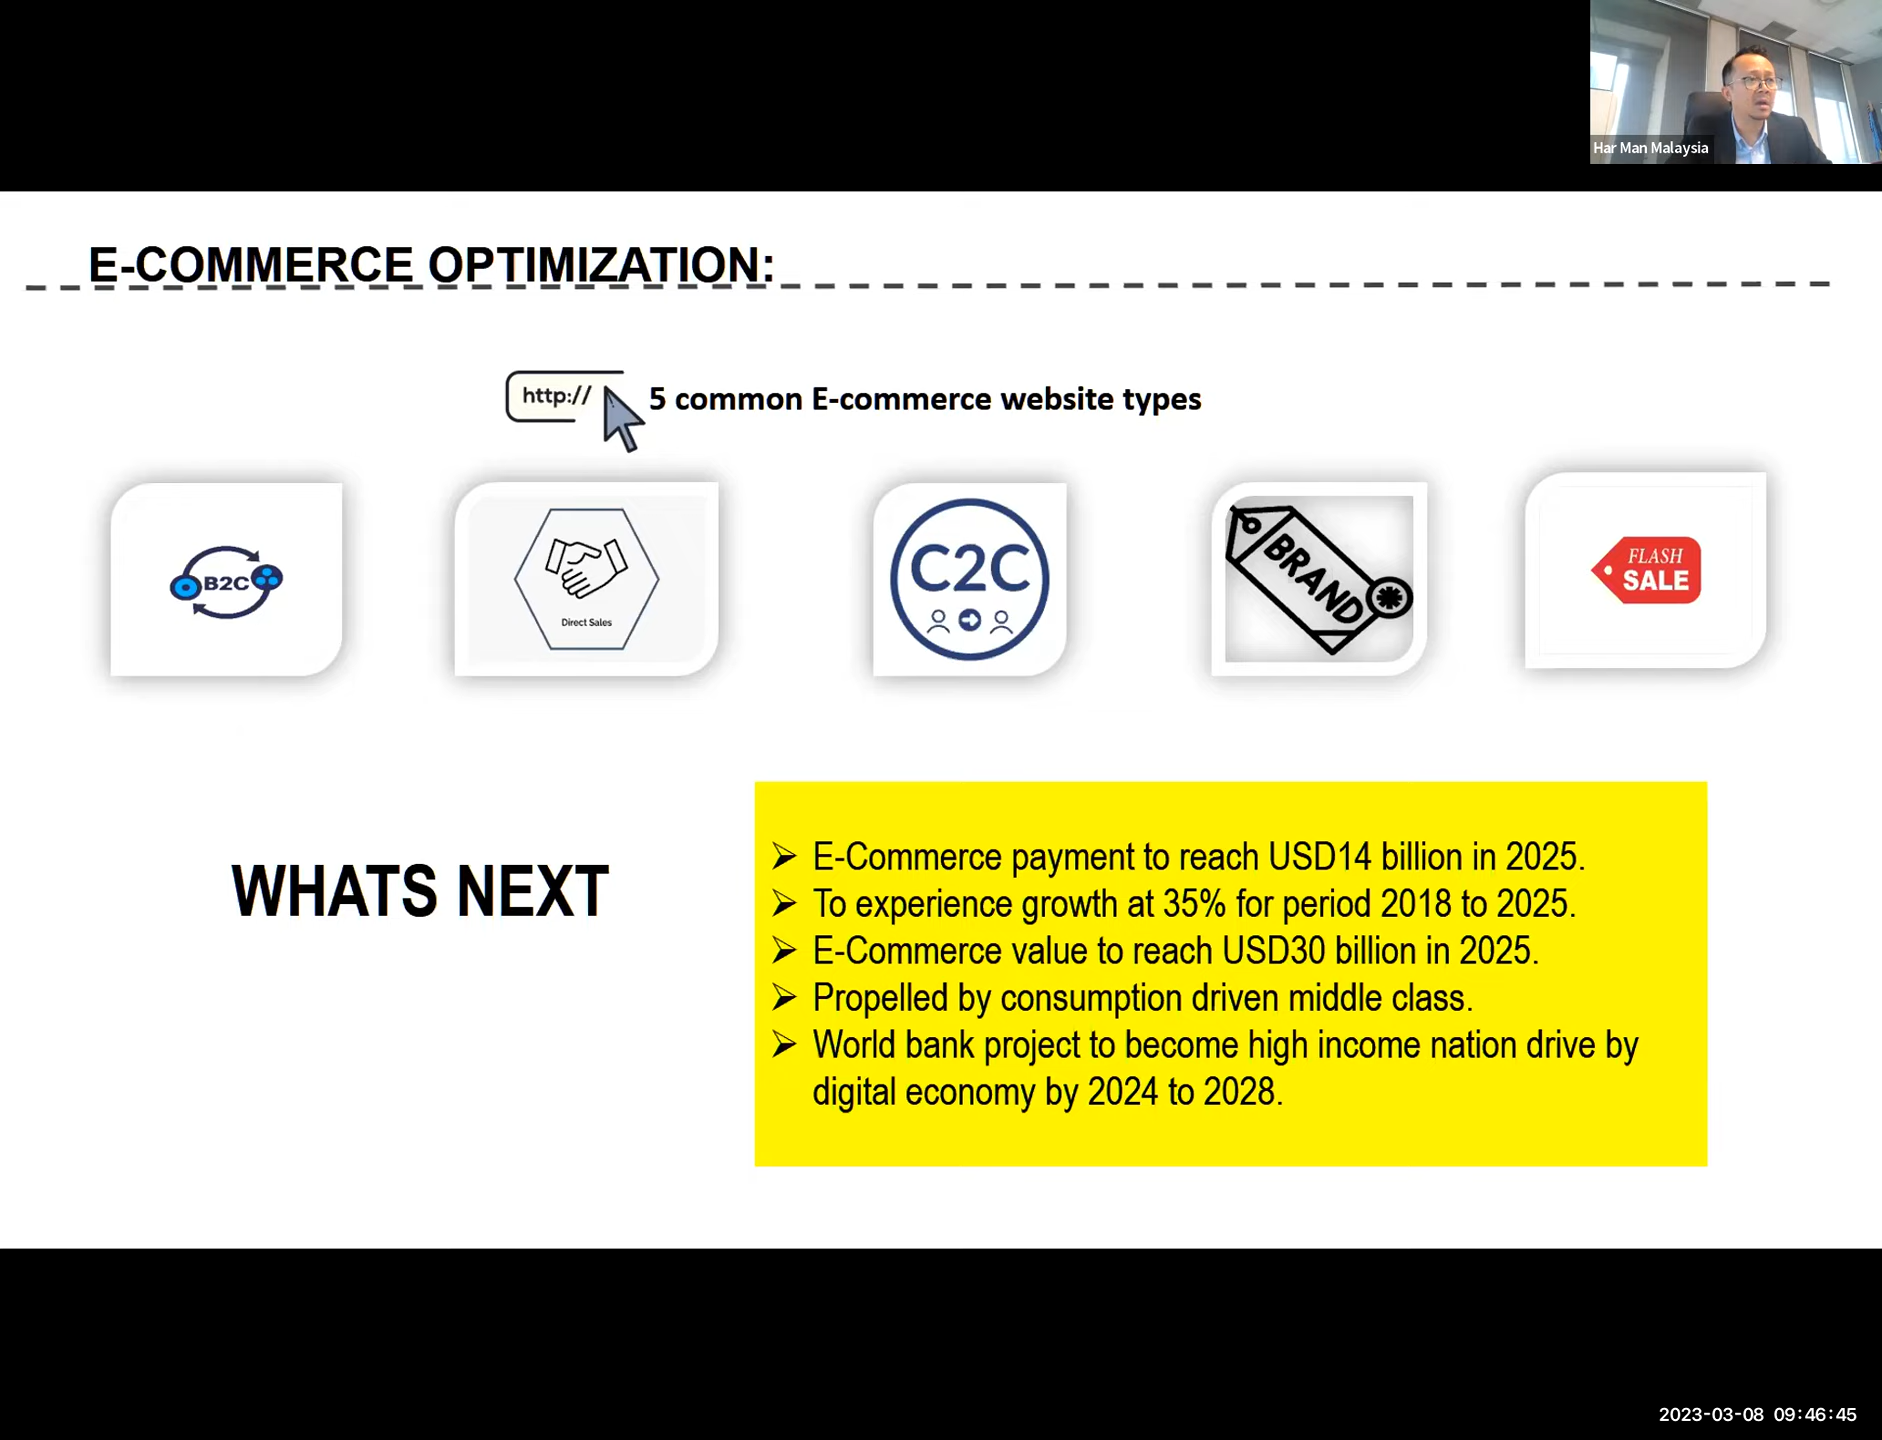 Har Man Malaysia
E-COMMERCE OPTIMIZATION:
http://
5 common E-commerce website types
B2C
Direct Sales
C2C
BRAND
FLASH
SALE
WHATS NEXT
➢ E-Commerce payment to reach USD14 billion in 2025.
➢ To experience growth at 35% for period 2018 to 2025.
➢ E-Commerce value to reach USD30 billion in 2025.
➢ Propelled by consumption driven middle class.
➢ World bank project to become high income nation drive by
digital economy by 2024 to 2028.
2023-03-08 09:46:45